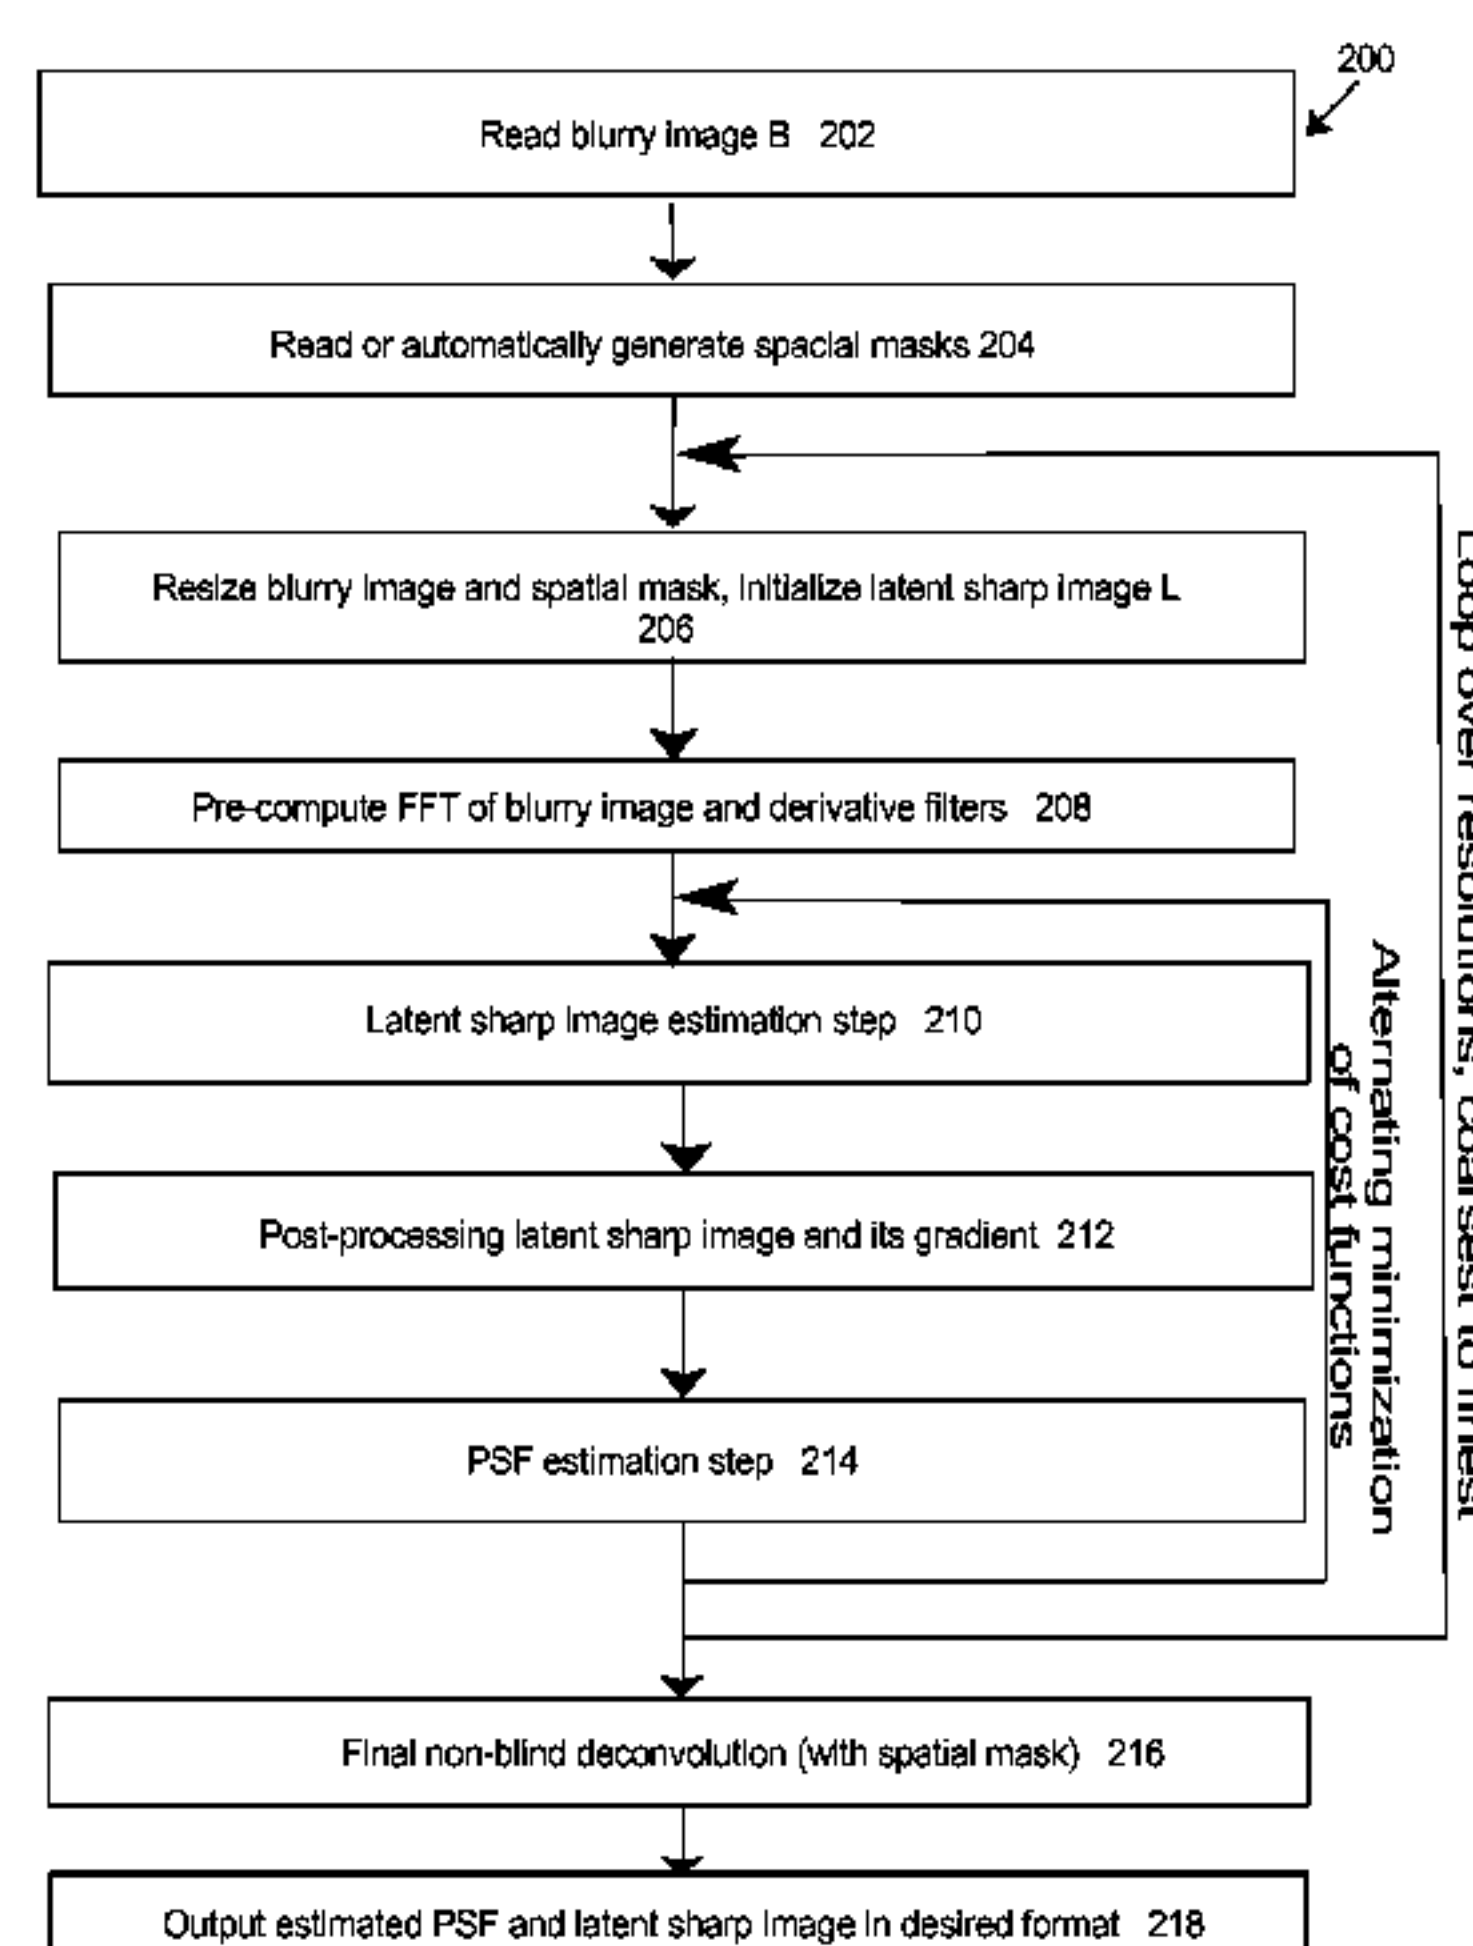 200
Read blurry image B 202
Read or automatically generate spacial masks 204
Resize blurry image and spatial mask, initialize latent sharp image L
206
Pre-compute FFT of blurry image and derivative filters 208
Latent sharp image estimation step 210
Post-processing latent sharp image and its gradient 212
PSF estimation step 214
Alternating minimization
of cost functions
Loop over resolutions, coarsest to finest
Final non-blind deconvolution (with spatial mask) 216
Output estimated PSF and latent sharp image in desired format 218